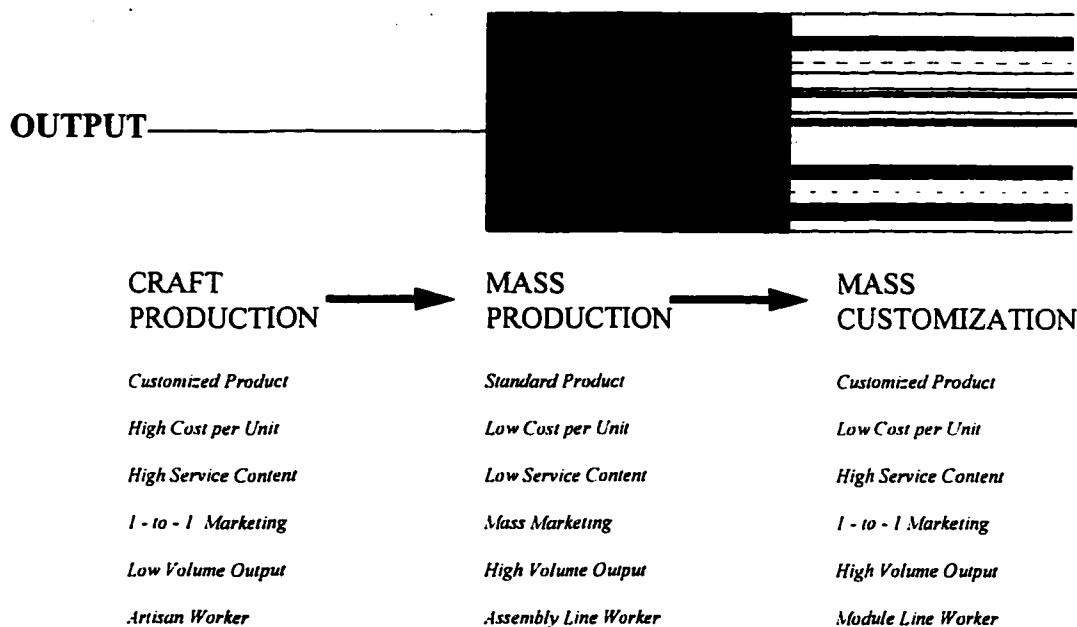 OUTPUT
CRAFT
PRODUCTION
MASS
PRODUCTION
MASS
CUSTOMIZATION
Customized Product
Standard Product
Customized Product
High Cost per Unit
Low Cost per Unit
Low Cost per Unit
High Service Content
Low Service Content
High Service Content
1 - to - 1 Marketing
Mass Marketing
1 - to - 1 Marketing
Low Volume Output
High Volume Output
High Volume Output
Artisan Worker
Assembly Line Worker
Module Line Worker